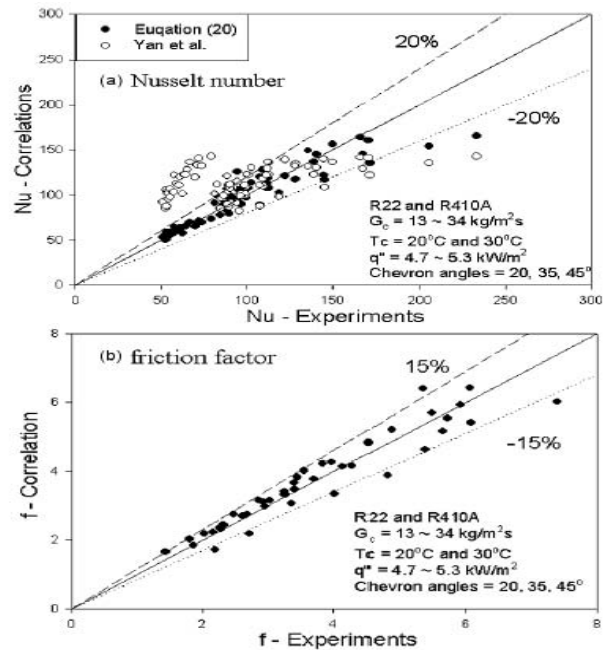 300
250
200
150
100
50
0
Nu - Correlations
● Euqation (20)
○ Yan et al.
(a) Nusselt number
20%
-20%
R22 and R410A
Gc = 13 ~ 34 kg/m²s
Tc = 20°C and 30°C
q" = 4.7 ~ 5.3 kW/m²
Chevron angles = 20, 35, 45°
0 50 100 150 200 250 300
Nu - Experiments
8
6
4
2
0
f - Correlation
(b) friction factor
15%
-15%
R22 and R410A
Gc = 13 ~ 34 kg/m²s
Tc = 20°C and 30°C
q" = 4.7 ~ 5.3 kW/m²
Chevron angles = 20, 35, 45°
0 2 4 6 8
f - Experiments